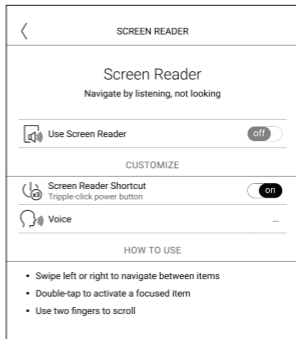 SCREEN READER
Screen Reader
Navigate by listening, not looking
Use Screen Reader off
CUSTOMIZE
Screen Reader Shortcut on
x3
Tripple-click power button
Voice ...
HOW TO USE
• Swipe left or right to navigate between items
• Double-tap to activate a focused item
• Use two fingers to scroll